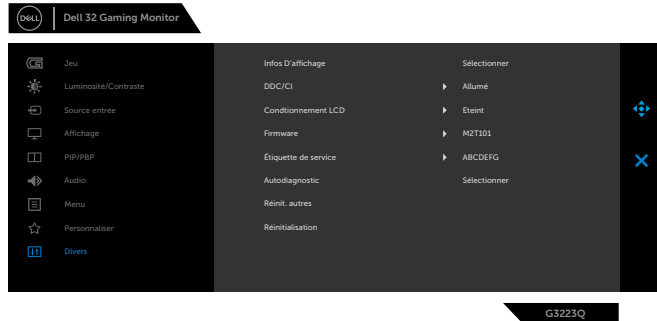 DELL Dell 32 Gaming Monitor
Jeu Infos D'affichage Sélectionner
Luminosité/Contraste DDC/CI Allumé
Source entrée Condtionnement LCD Eteint
Affichage Firmware M2T101
PIP/PBP Étiquette de service ABCDEFG
Audio Autodiagnostic Sélectionner
Menu Réinit. autres
Personnaliser Réinitialisation
Divers
G3223Q